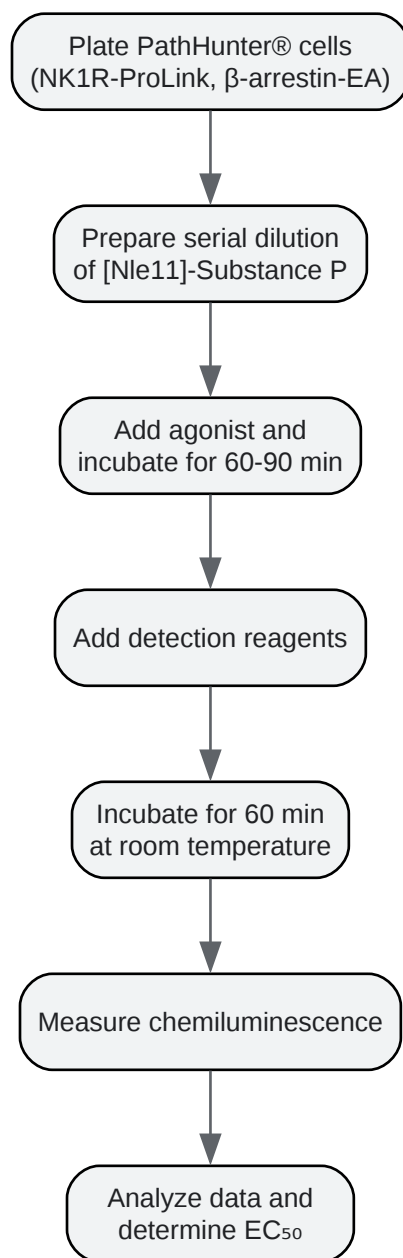 Plate PathHunter® cells
(NK1R-ProLink, β-arrestin-EA)
Prepare serial dilution
of [Nle11]-Substance P
Add agonist and
incubate for 60-90 min
Add detection reagents
Incubate for 60 min
at room temperature
Measure chemiluminescence
Analyze data and
determine EC₅₀